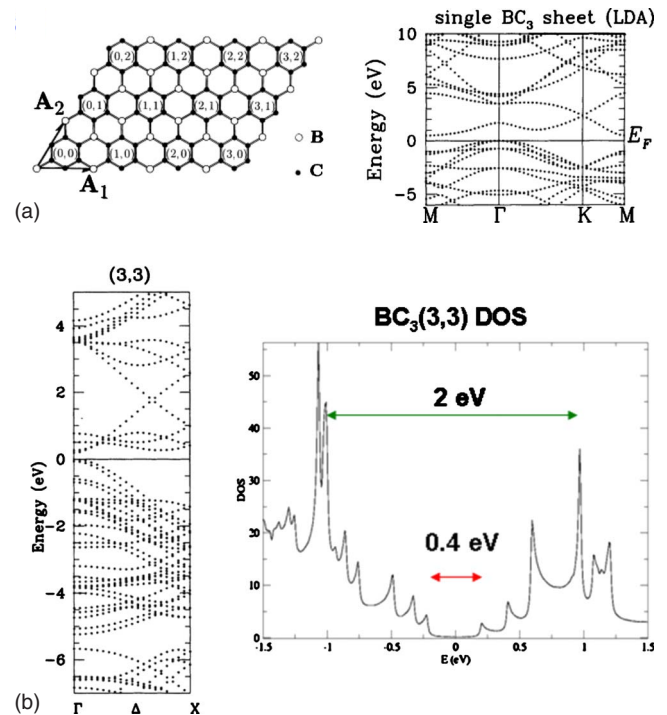 single BC3 sheet (LDA)
(0,2) (1,2) (2,2) (3,2)
(0,1) (1,1) (2,1) (3,1)
(0,0) (1,0) (2,0) (3,0)
A2
A1
B
C
10
5
0
-5
Energy (eV)
EF
M Γ K M
(a)
(3,3)
4
2
0
-2
-4
-6
Energy (eV)
Γ Δ X
BC3(3,3) DOS
50
40
30
20
10
0
DOS
2 eV
0.4 eV
-1.5 -1 -0.5 0 0.5 1 1.5
E (eV)
(b)